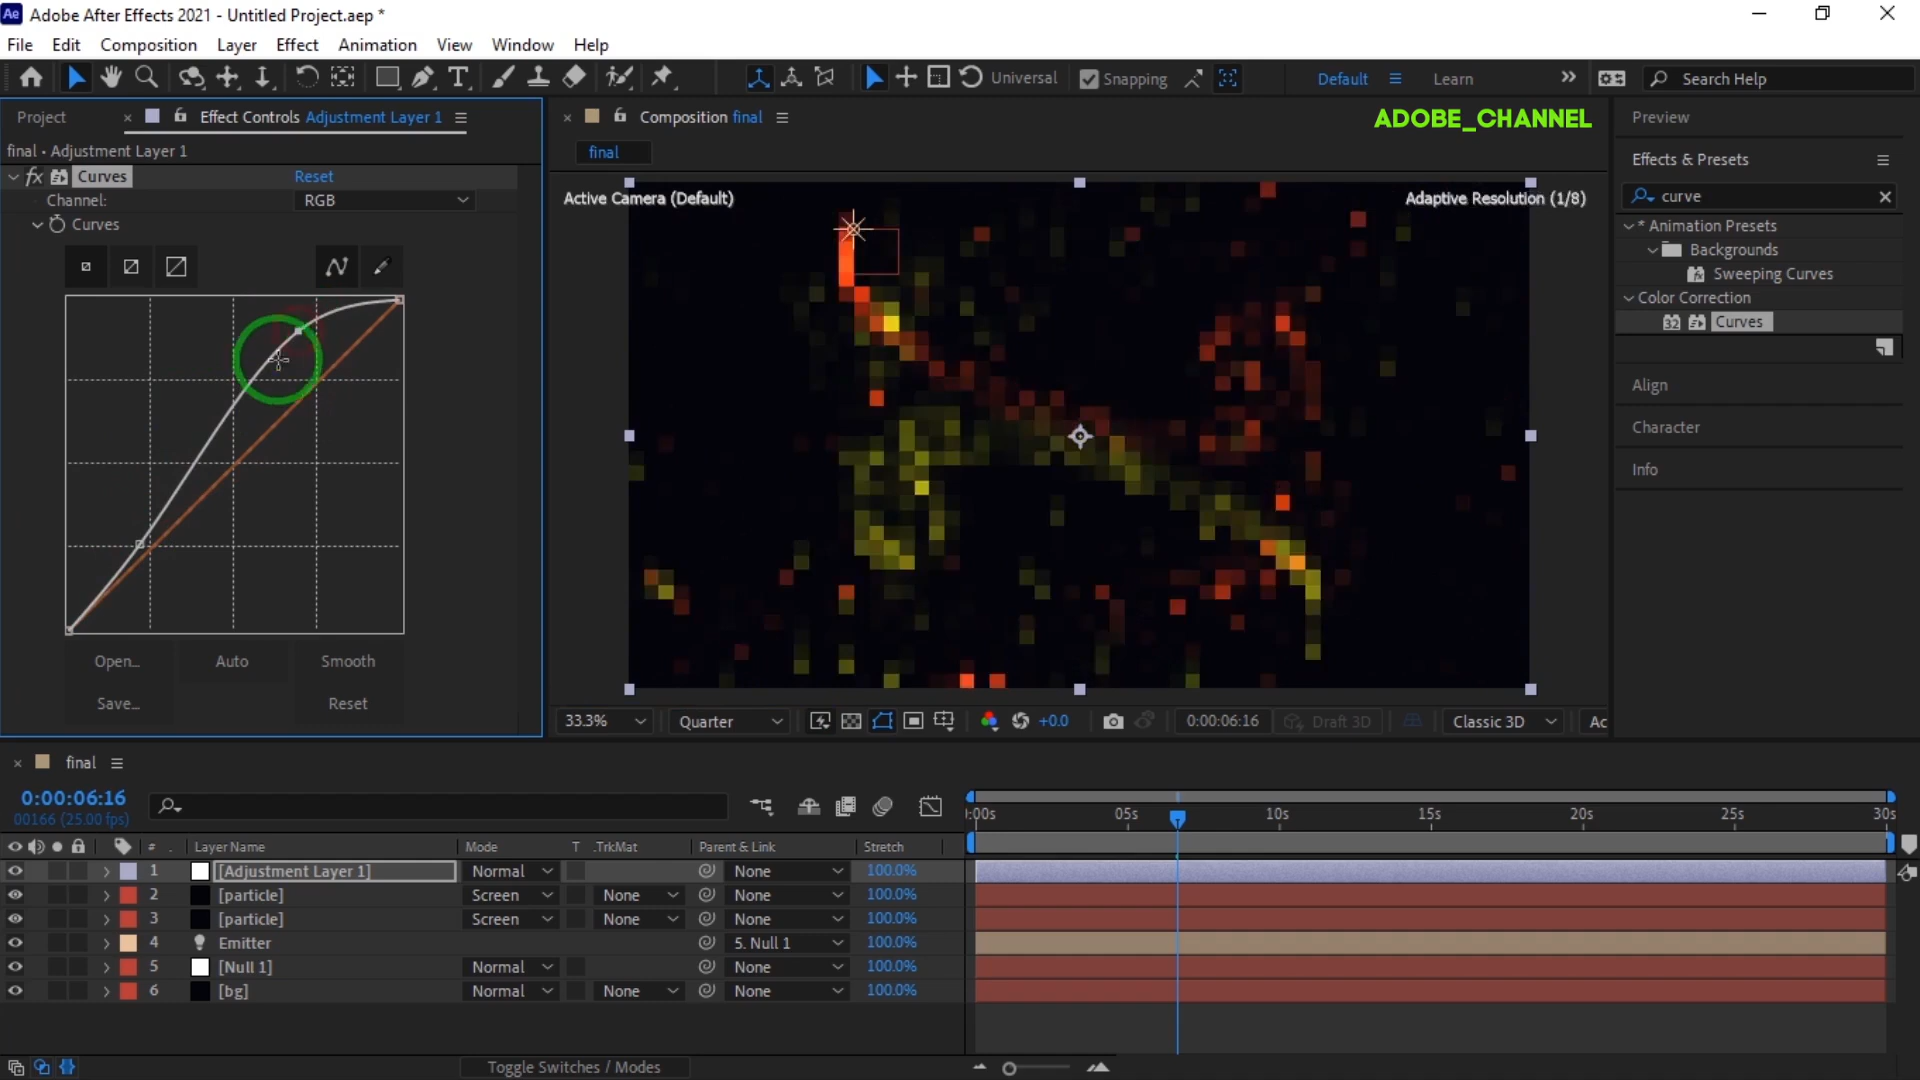 Ae Adobe After Effects 2021 - Untitled Project.aep *
File Edit Composition Layer Effect Animation View Window Help
Universal Snapping Default Learn Search Help
Project Effect Controls Adjustment Layer 1
final • Adjustment Layer 1
fx Curves Reset
Channel: RGB
Curves
Open... Auto Smooth
Save... Reset
Composition final
ADOBE_CHANNEL
final
Active Camera (Default) Adaptive Resolution (1/8)
33.3% Quarter +0.0 0:00:06:16 Draft 3D Classic 3D Ac
Preview
Effects & Presets
curve
* Animation Presets
Backgrounds
Sweeping Curves
Color Correction
32 Curves
Align
Character
Info
final
0:00:06:16
00166 (25.00 fps)
:00s 05s 10s 15s 20s 25s 30s
# . Layer Name Mode T .TrkMat Parent & Link Stretch
1 [Adjustment Layer 1] Normal None 100.0%
2 [particle] Screen None None 100.0%
3 [particle] Screen None None 100.0%
4 Emitter 5. Null 1 100.0%
5 [Null 1] Normal None 100.0%
6 [bg] Normal None None 100.0%
Toggle Switches / Modes